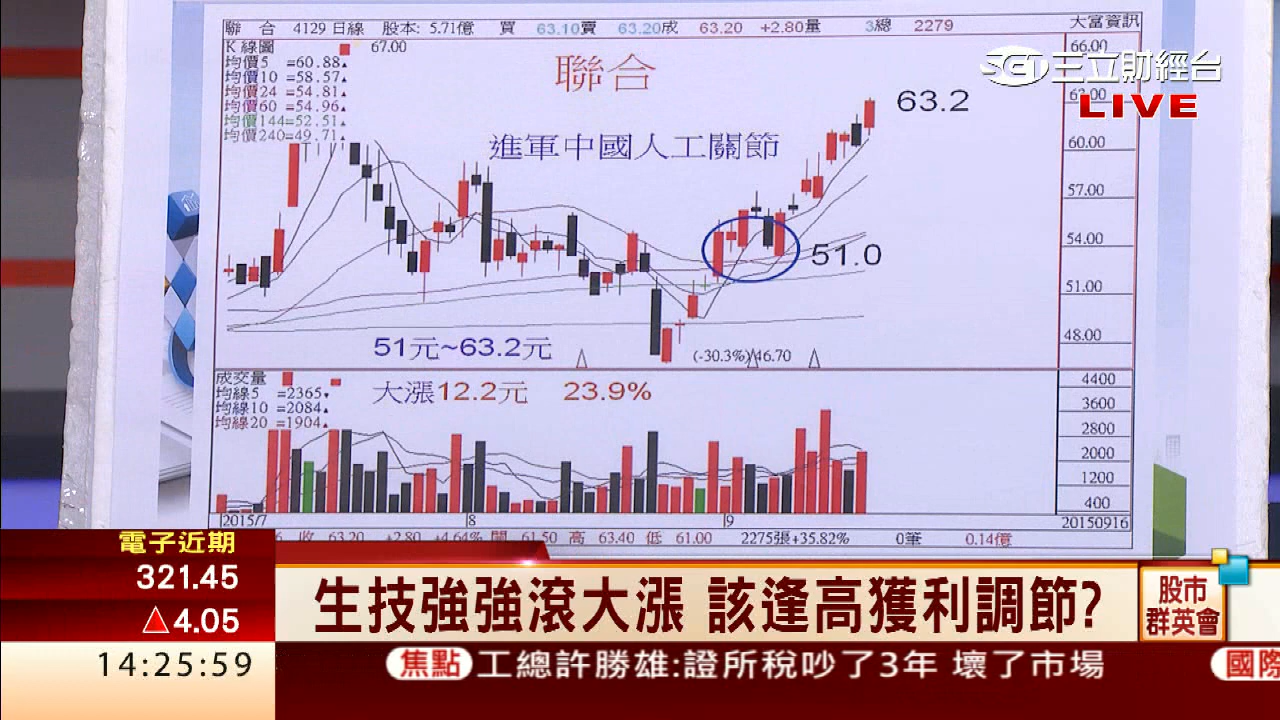 聯 合 4129 日線 股本: 5.71億 買 63.10賣 63.20成 63.20 +2.80量 3總 2279 大富資訊
K 線圖 67.00
均價5 =60.88
均價10 =58.57
均價24 =54.81
均價60 =54.96
均價144=52.51
均價240=49.71
聯合
進軍中國人工關節
63.2
51.0
51元~63.2元
(-30.3%)46.70
66.00
63.00
60.00
57.00
54.00
51.00
48.00
三立財經台
LIVE
成交量
均線5 =2365
均線10 =2084
均線20 =1904
大漲12.2元 23.9%
4400
3600
2800
2000
1200
400
2015/7 8 9 20150916
6 收 63.20 +2.80 +4.64% 開 61.50 高 63.40 低 61.00 2275張+35.82% 0筆 0.14億
電子近期
321.45
△4.05
14:25:59
生技強強滾大漲 該逢高獲利調節?
股市
群英會
焦點 工總許勝雄:證所稅吵了3年 壞了市場
國際